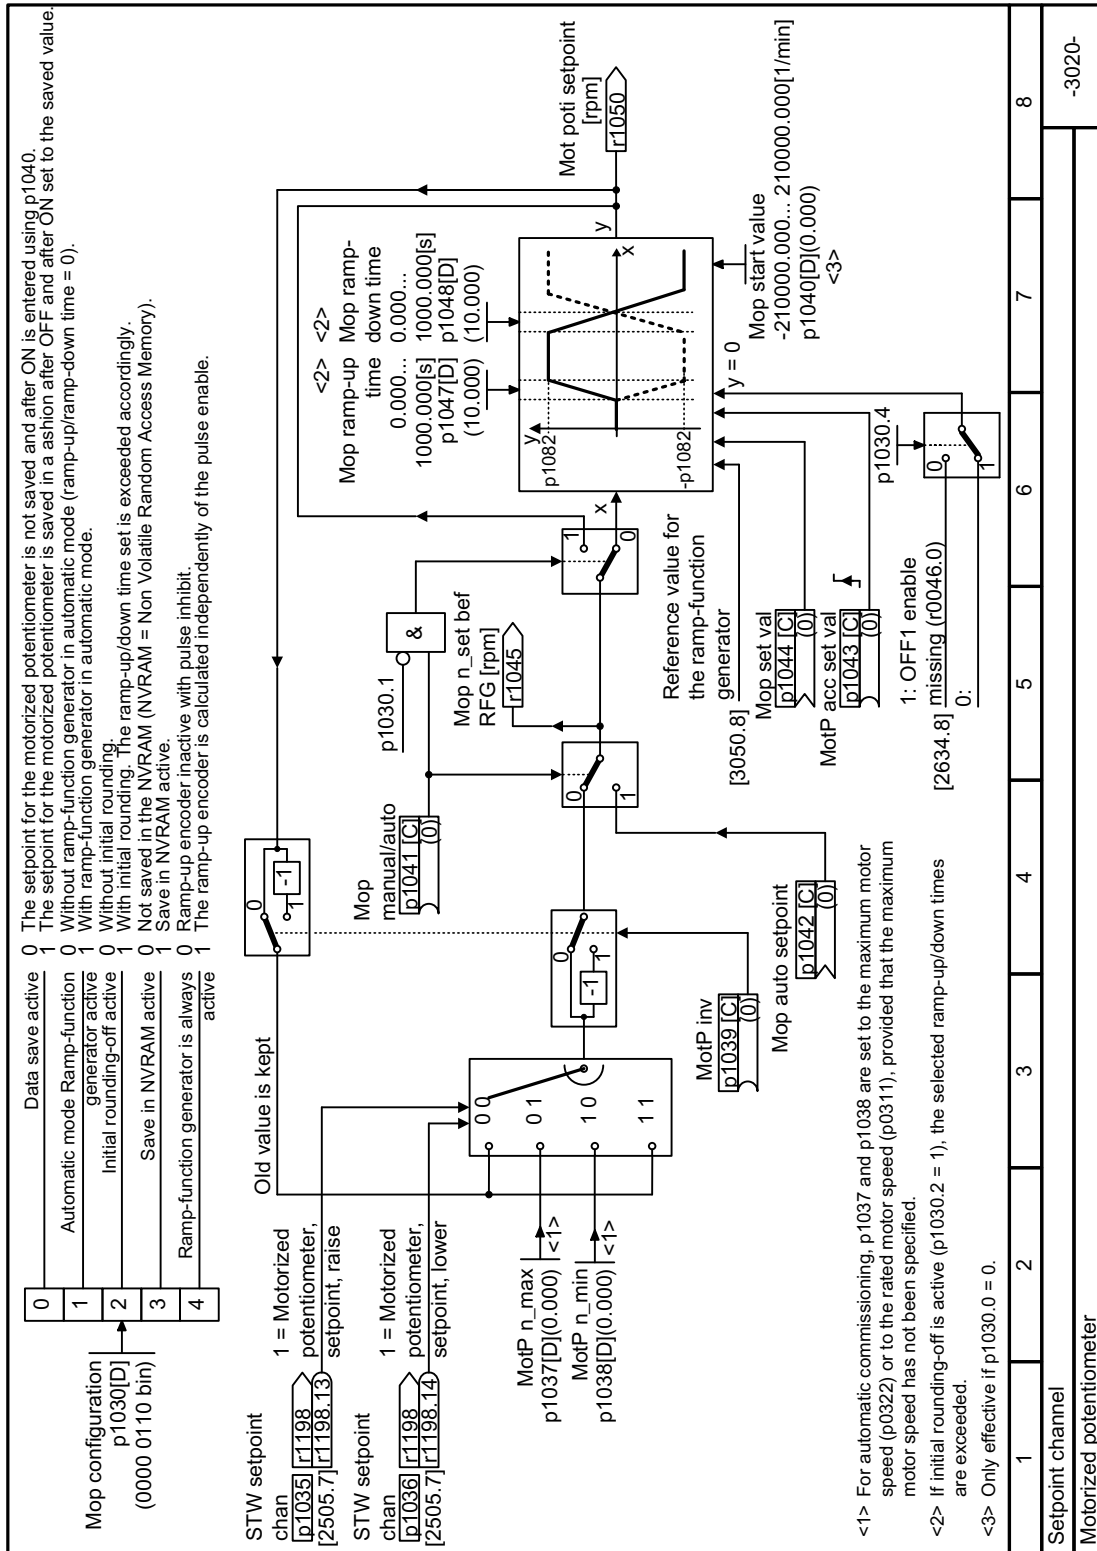 Mop configuration
p1030[D]
(0000 0110 bin)
0
1
2
3
4
Data save active
0 The setpoint for the motorized potentiometer is not saved and after ON is entered using p1040.
1 The setpoint for the motorized potentiometer is saved in a ashion after OFF and after ON set to the saved value.
Automatic mode Ramp-function
generator active
0 Without ramp-function generator in automatic mode (ramp-up/ramp-down time = 0).
1 With ramp-function generator in automatic mode.
Initial rounding-off active
0 Without initial rounding.
1 With initial rounding. The ramp-up/down time set is exceeded accordingly.
Save in NVRAM active
0 Not saved in the NVRAM (NVRAM = Non Volatile Random Access Memory).
1 Save in NVRAM active.
Ramp-function generator is always
active
0 Ramp-up encoder inactive with pulse inhibit.
1 The ramp-up encoder is calculated independently of the pulse enable.
STW setpoint
chan
p1035 r1198
[2505.7] r1198.13
1 = Motorized
potentiometer,
setpoint, raise
STW setpoint
chan
p1036 r1198
[2505.7] r1198.14
1 = Motorized
potentiometer,
setpoint, lower
Old value is kept
MotP n_max
p1037[D](0.000) <1>
MotP n_min
p1038[D](0.000) <1>
0 0
0 1
1 0
1 1
0
1
-1
0
1
-1
MotP inv
p1039 [C]
(0)
Mop
manual/auto
p1041 [C]
(0)
Mop auto setpoint
p1042 [C]
(0)
0
1
p1030.1
&
Mop n_set bef
RFG [rpm]
r1045
1
0
Reference value for
the ramp-function
generator
[3050.8]
Mop set val
p1044 [C]
(0)
MotP acc set val
p1043 [C]
(0)
1: OFF1 enable
missing (r0046.0)
[2634.8]
0:
p1030.4
0
1
y = 0
<2> <2>
Mop ramp-up
time
0.000...
1000.000[s]
p1047[D]
(10.000)
Mop ramp-
down time
0.000...
1000.000[s]
p1048[D]
(10.000)
x
y
p1082
-p1082
x
y
Mop start value
-210000.000... 210000.000[1/min]
p1040[D](0.000)
<3>
Mot poti setpoint
[rpm]
r1050
<1> For automatic commissioning, p1037 and p1038 are set to the maximum motor
speed (p0322) or to the rated motor speed (p0311), provided that the maximum
motor speed has not been specified.
<2> If initial rounding-off is active (p1030.2 = 1), the selected ramp-up/down times
are exceeded.
<3> Only effective if p1030.0 = 0.
1 2 3 4 5 6 7 8
Setpoint channel
Motorized potentiometer
-3020-